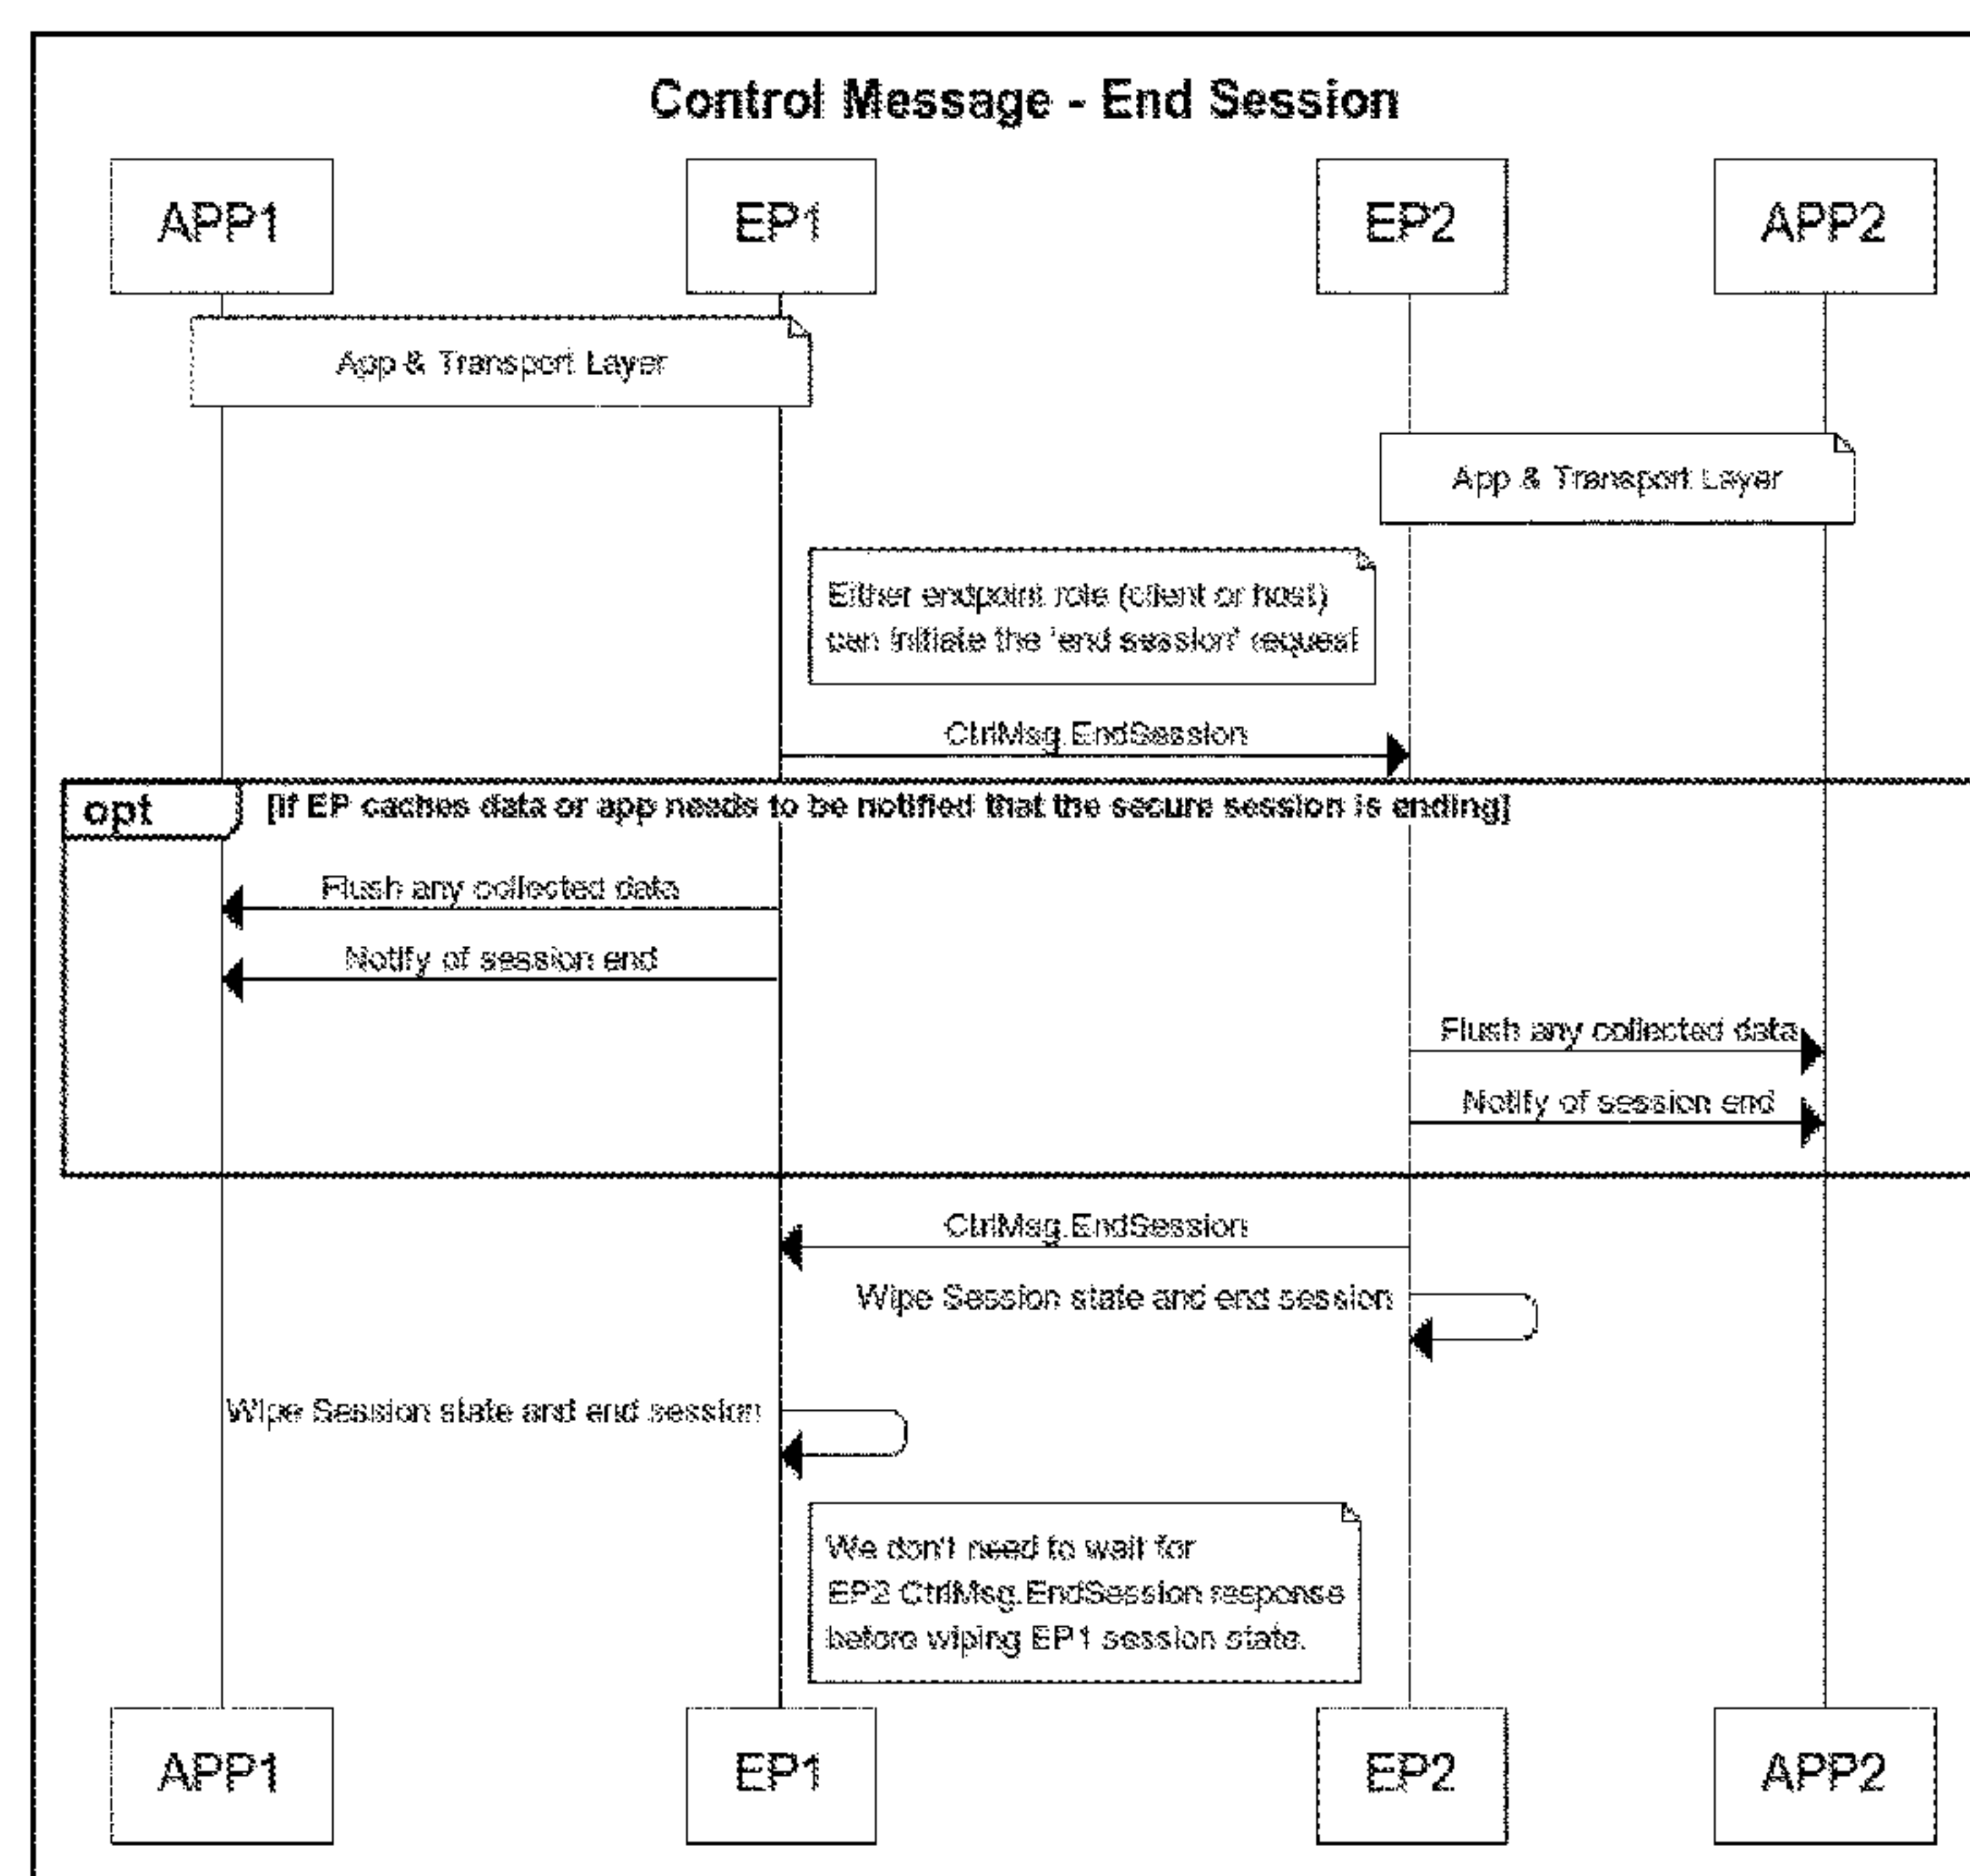 Control Message - End Session
APP1
EP1
EP2
APP2
App & Transport Layer
App & Transport Layer
Either endpoint role (client or host)
can initiate the 'end session' request
CtrlMsg.EndSession
opt
[If EP caches data or app needs to be notified that the secure session is ending]
Flush any collected data
Notify of session end
Flush any collected data
Notify of session end
CtrlMsg.EndSession
Wipe Session state and end session
Wipe Session state and end session
We don't need to wait for
EP2 CtrlMsg.EndSession response
before wiping EP1 session state.
APP1
EP1
EP2
APP2